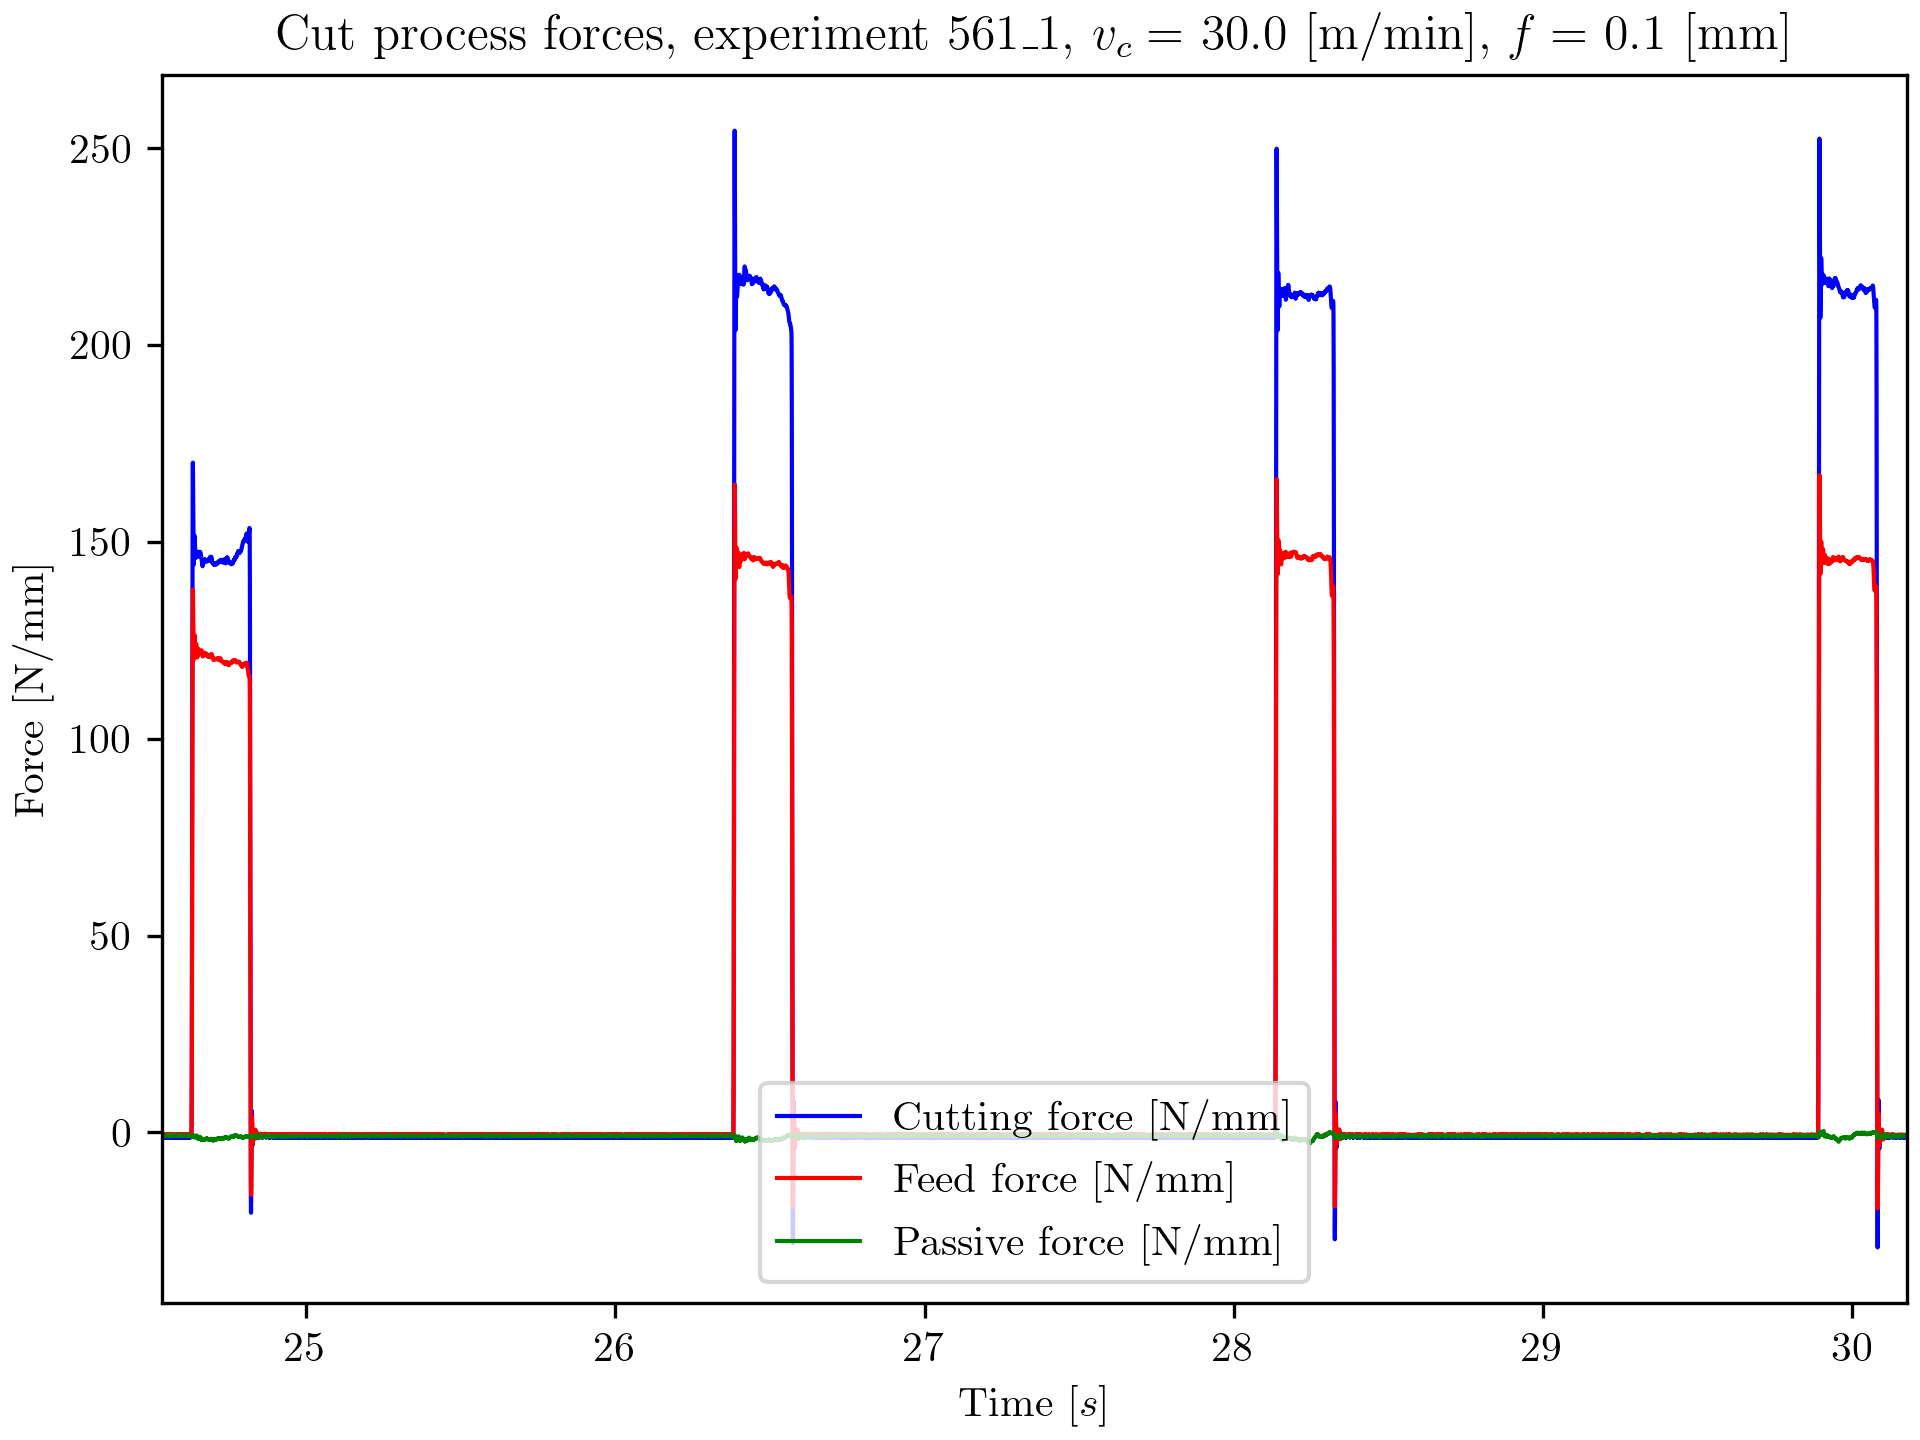 Cut process forces, experiment 561_1, v_c = 30.0 [m/min], f = 0.1 [mm]
Force [N/mm]
250
200
150
100
50
0
Cutting force [N/mm]
Feed force [N/mm]
Passive force [N/mm]
25 26 27 28 29 30
Time [s]